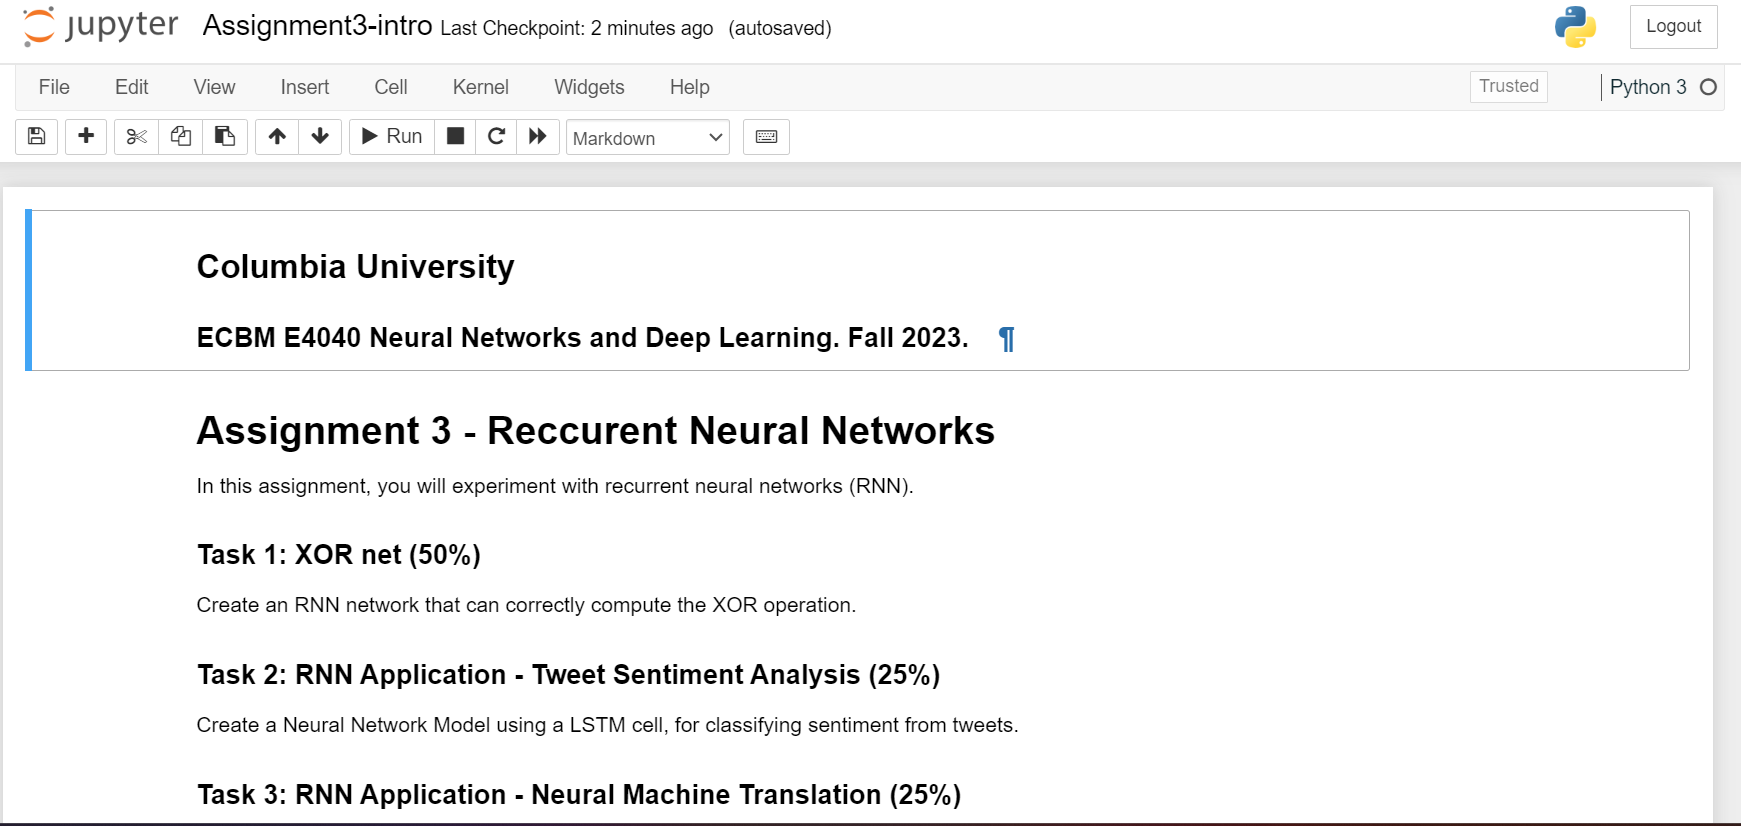 jupyter Assignment3-intro Last Checkpoint: 2 minutes ago (autosaved) Logout
File Edit View Insert Cell Kernel Widgets Help Trusted Python 3
Run Markdown
Columbia University
ECBM E4040 Neural Networks and Deep Learning. Fall 2023. ¶
Assignment 3 - Reccurent Neural Networks
In this assignment, you will experiment with recurrent neural networks (RNN).
Task 1: XOR net (50%)
Create an RNN network that can correctly compute the XOR operation.
Task 2: RNN Application - Tweet Sentiment Analysis (25%)
Create a Neural Network Model using a LSTM cell, for classifying sentiment from tweets.
Task 3: RNN Application - Neural Machine Translation (25%)